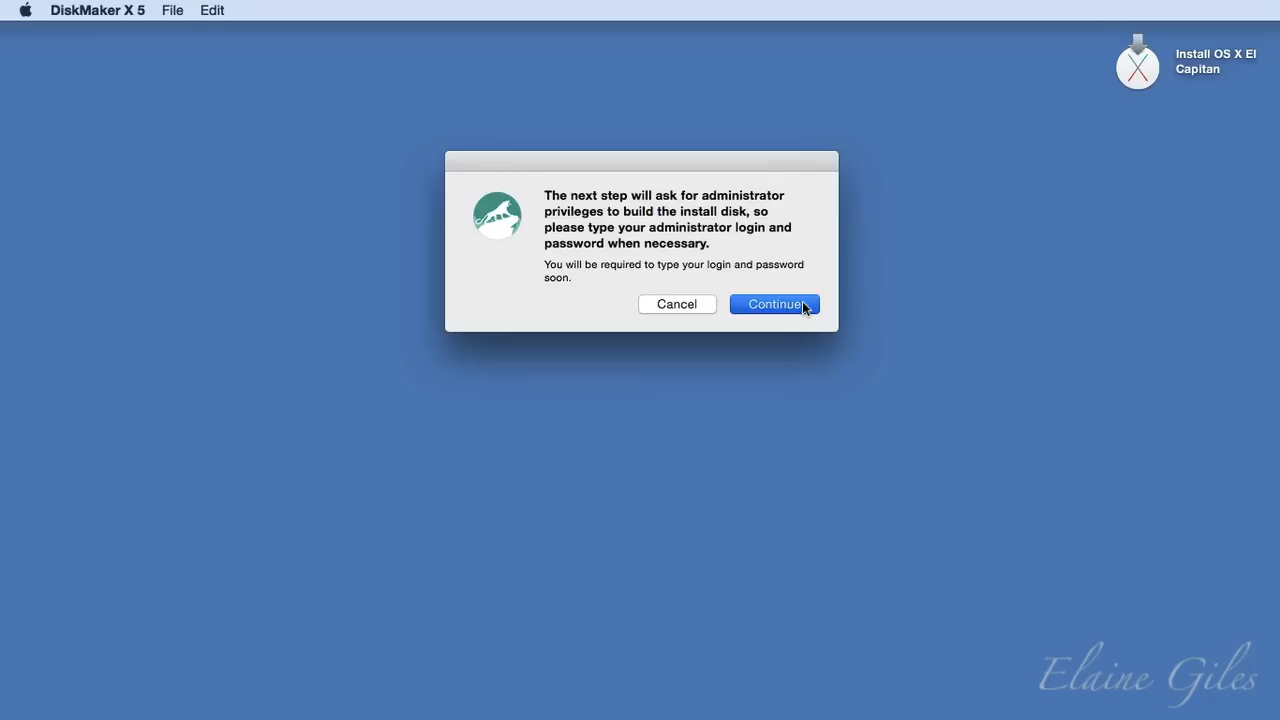 DiskMaker X 5 File Edit
Install OS X El
Capitan
The next step will ask for administrator
privileges to build the install disk, so
please type your administrator login and
password when necessary.
You will be required to type your login and password
soon.
Cancel Continue
Elaine Giles